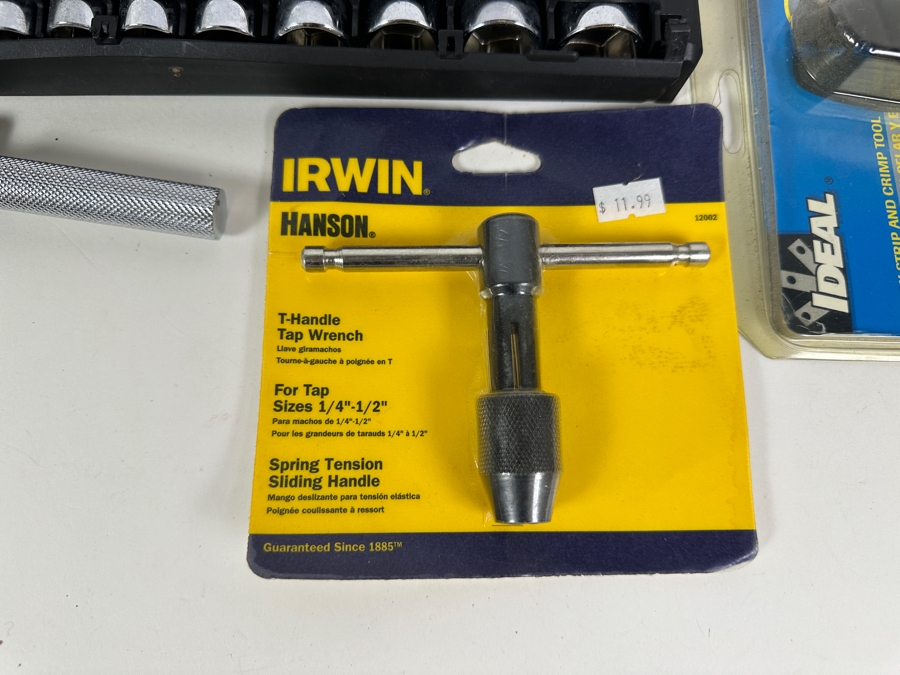 IRWIN®
HANSON®
$ 11.99
12002
T-Handle
Tap Wrench
Llave giramachos
Tourne-à-gauche à poignée en T
For Tap
Sizes 1/4"-1/2"
Para machos de 1/4"-1/2"
Pour les grandeurs de tarauds 1/4" à 1/2"
Spring Tension
Sliding Handle
Mango deslizante para tensión elástica
Poignée coulissante à ressort
Guaranteed Since 1885™
IDEAL®
STRIP AND CRIMP TOOL